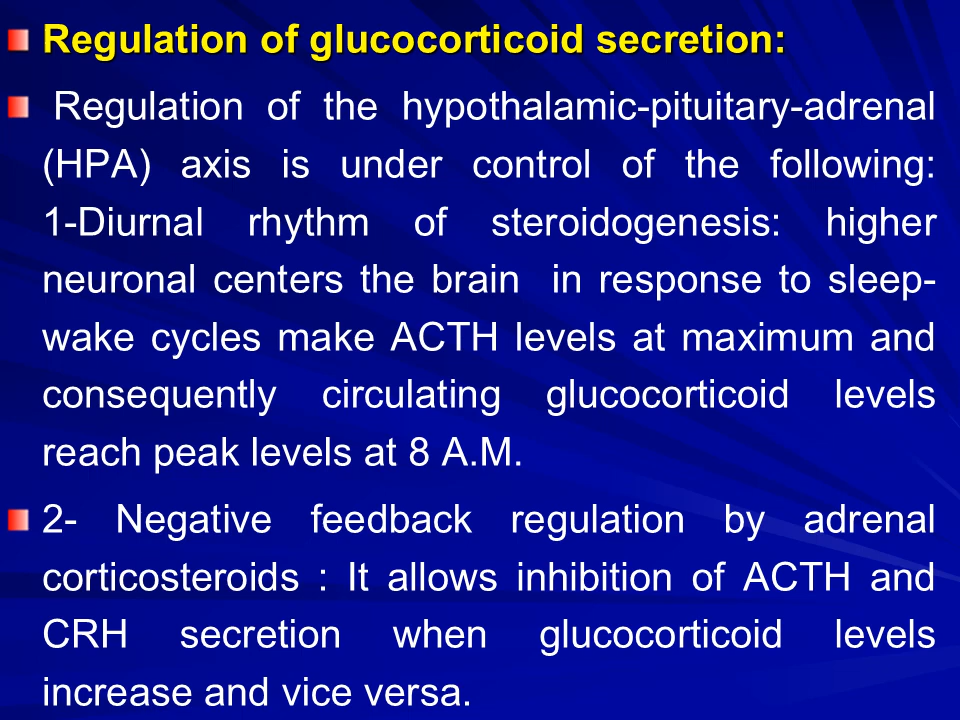 Regulation of glucocorticoid secretion:
Regulation of the hypothalamic-pituitary-adrenal
(HPA) axis is under control of the following:
1-Diurnal rhythm of steroidogenesis: higher
neuronal centers the brain in response to sleep-
wake cycles make ACTH levels at maximum and
consequently circulating glucocorticoid levels
reach peak levels at 8 A.M.
2- Negative feedback regulation by adrenal
corticosteroids : It allows inhibition of ACTH and
CRH secretion when glucocorticoid levels
increase and vice versa.